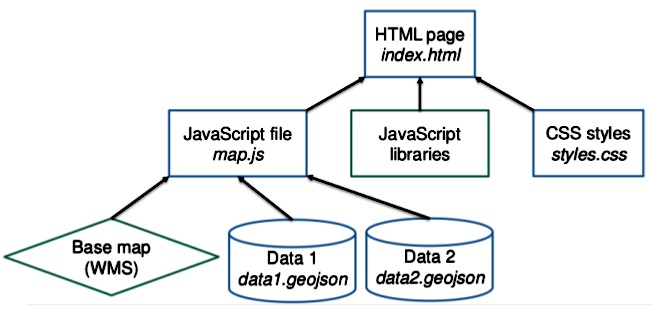 HTML page
index.html
JavaScript file
map.js
JavaScript
libraries
CSS styles
styles.css
Base map
(WMS)
Data 1
data1.geojson
Data 2
data2.geojson